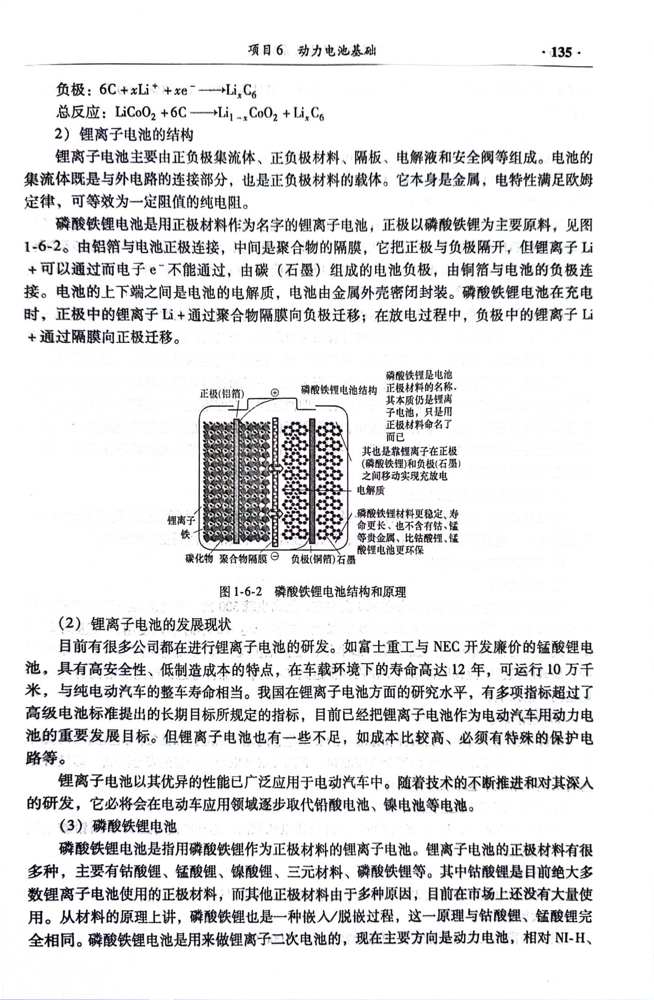 项目6 动力电池基础
·135·
负极：6C+xLi⁺+xe⁻⟶LiₓC₆
总反应：LiCoO₂+6C⟶Li₁₋ₓCoO₂+LiₓC₆
2）锂离子电池的结构
锂离子电池主要由正负极集流体、正负极材料、隔板、电解液和安全阀等组成。电池的
集流体既是与外电路的连接部分，也是正负极材料的载体。它本身是金属，电特性满足欧姆
定律，可等效为一定阻值的纯电阻。
磷酸铁锂电池是用正极材料作为名字的锂离子电池，正极以磷酸铁锂为主要原料，见图
1-6-2。由铝箔与电池正极连接，中间是聚合物的隔膜，它把正极与负极隔开，但锂离子 Li
+可以通过而电子 e⁻不能通过，由碳（石墨）组成的电池负极，由铜箔与电池的负极连
接。电池的上下端之间是电池的电解质，电池由金属外壳密闭封装。磷酸铁锂电池在充电
时，正极中的锂离子 Li+通过聚合物隔膜向负极迁移；在放电过程中，负极中的锂离子 Li
+通过隔膜向正极迁移。
正极(铝箔)
⊕
磷酸铁锂电池结构
磷酸铁锂是电池
正极材料的名称，
其本质仍是锂离
子电池，只是用
正极材料命名了
而已
其也是靠锂离子在正极
(磷酸铁锂)和负极(石墨)
之间移动实现充放电
电解质
锂离子
铁
磷酸铁锂材料更稳定、寿
命更长、也不含有钴、锰
等贵金属、比钴酸锂、锰
酸锂电池更环保
碳化物
聚合物隔膜
⊖
负极(铜箔)
石墨
图 1-6-2 磷酸铁锂电池结构和原理
（2）锂离子电池的发展现状
目前有很多公司都在进行锂离子电池的研发。如富士重工与 NEC 开发廉价的锰酸锂电
池，具有高安全性、低制造成本的特点，在车载环境下的寿命高达 12 年，可运行 10 万千
米，与纯电动汽车的整车寿命相当。我国在锂离子电池方面的研究水平，有多项指标超过了
高级电池标准提出的长期目标所规定的指标，目前已经把锂离子电池作为电动汽车用动力电
池的重要发展目标。但锂离子电池也有一些不足，如成本比较高、必须有特殊的保护电
路等。
锂离子电池以其优异的性能已广泛应用于电动汽车中。随着技术的不断推进和对其深入
的研发，它必将会在电动车应用领域逐步取代铅酸电池、镍电池等电池。
（3）磷酸铁锂电池
磷酸铁锂电池是指用磷酸铁锂作为正极材料的锂离子电池。锂离子电池的正极材料有很
多种，主要有钴酸锂、锰酸锂、镍酸锂、三元材料、磷酸铁锂等。其中钴酸锂是目前绝大多
数锂离子电池使用的正极材料，而其他正极材料由于多种原因，目前在市场上还没有大量使
用。从材料的原理上讲，磷酸铁锂也是一种嵌入/脱嵌过程，这一原理与钴酸锂、锰酸锂完
全相同。磷酸铁锂电池是用来做锂离子二次电池的，现在主要方向是动力电池，相对 NI-H、